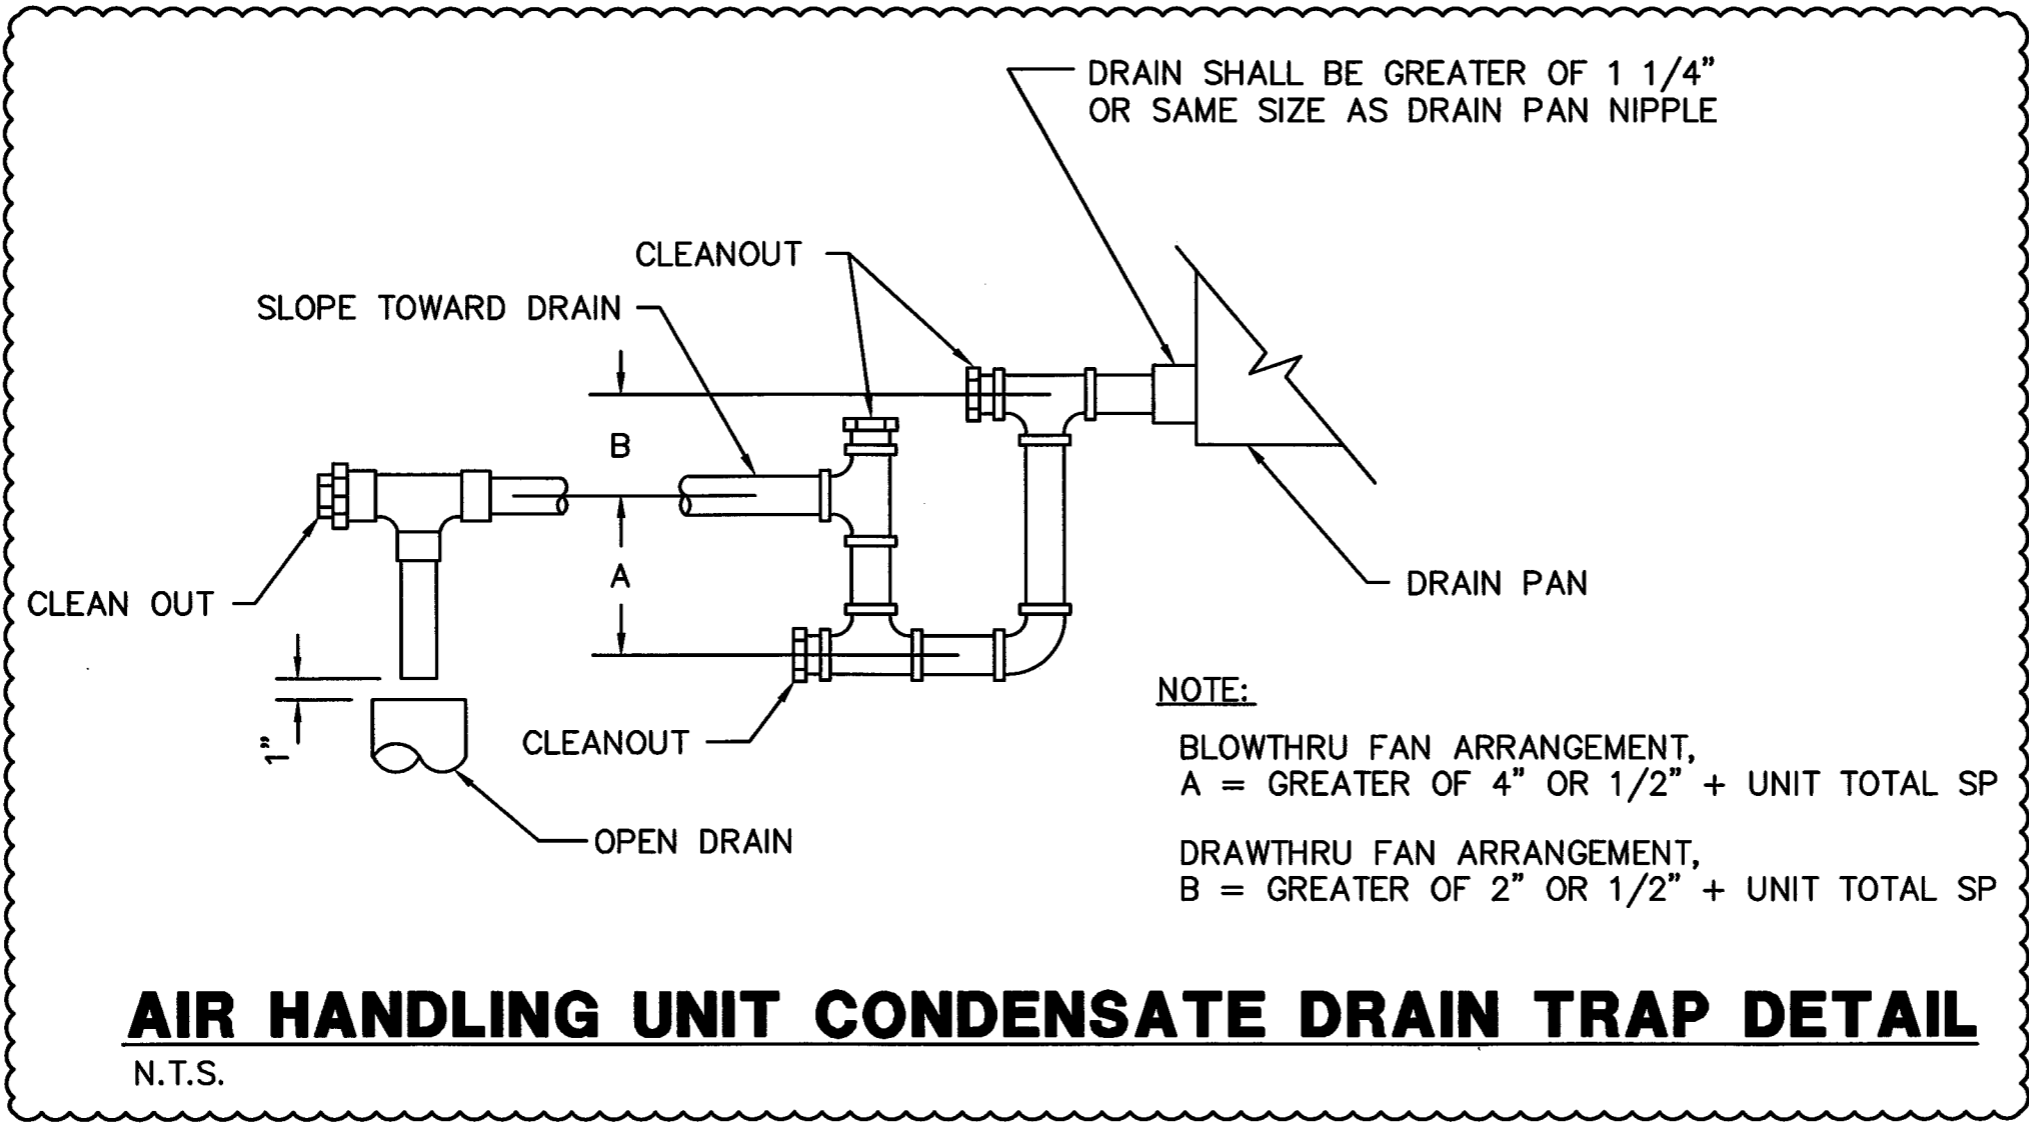 DRAIN SHALL BE GREATER OF 1 1/4"
OR SAME SIZE AS DRAIN PAN NIPPLE
CLEANOUT
SLOPE TOWARD DRAIN
B
A
CLEAN OUT
DRAIN PAN
1"
CLEANOUT
OPEN DRAIN
NOTE:
BLOWTHRU FAN ARRANGEMENT,
A = GREATER OF 4" OR 1/2" + UNIT TOTAL SP
DRAWTHRU FAN ARRANGEMENT,
B = GREATER OF 2" OR 1/2" + UNIT TOTAL SP
AIR HANDLING UNIT CONDENSATE DRAIN TRAP DETAIL
N.T.S.